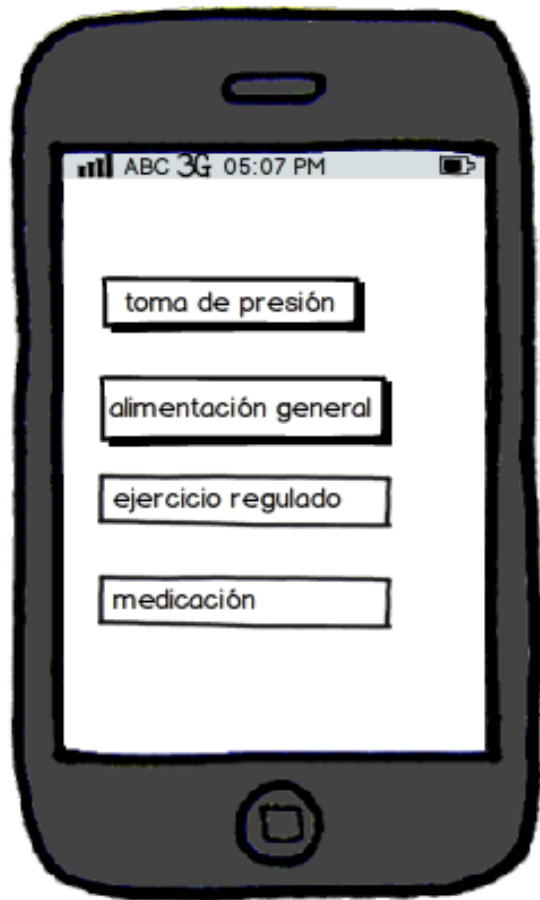 ABC 3G 05:07 PM
toma de presión
alimentación general
ejercicio regulado
medicación